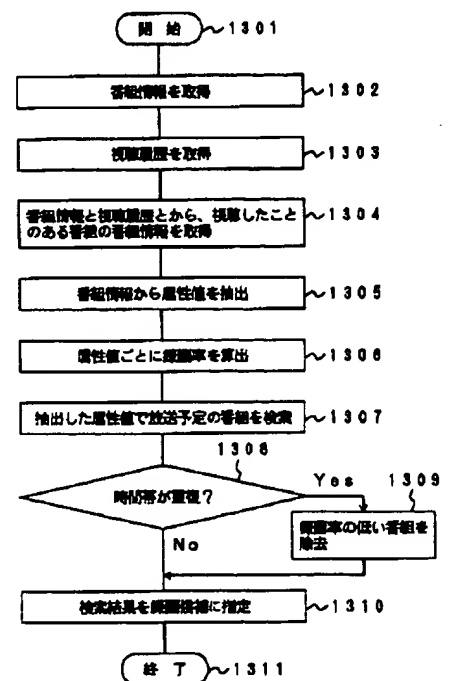 開 始 1301
番組情報を取得 1302
視聴履歴を取得 1303
番組情報と視聴履歴とから、視聴したこと
のある番組の番組情報を取得 1304
番組情報から属性値を抽出 1305
属性値ごとに録画率を算出 1306
抽出した属性値で放送予定の番組を検索 1307
1308
時間帯が重複？
Yes 1309
録画率の低い番組を
除去
No
検索結果を録画候補に指定 1310
終 了 1311